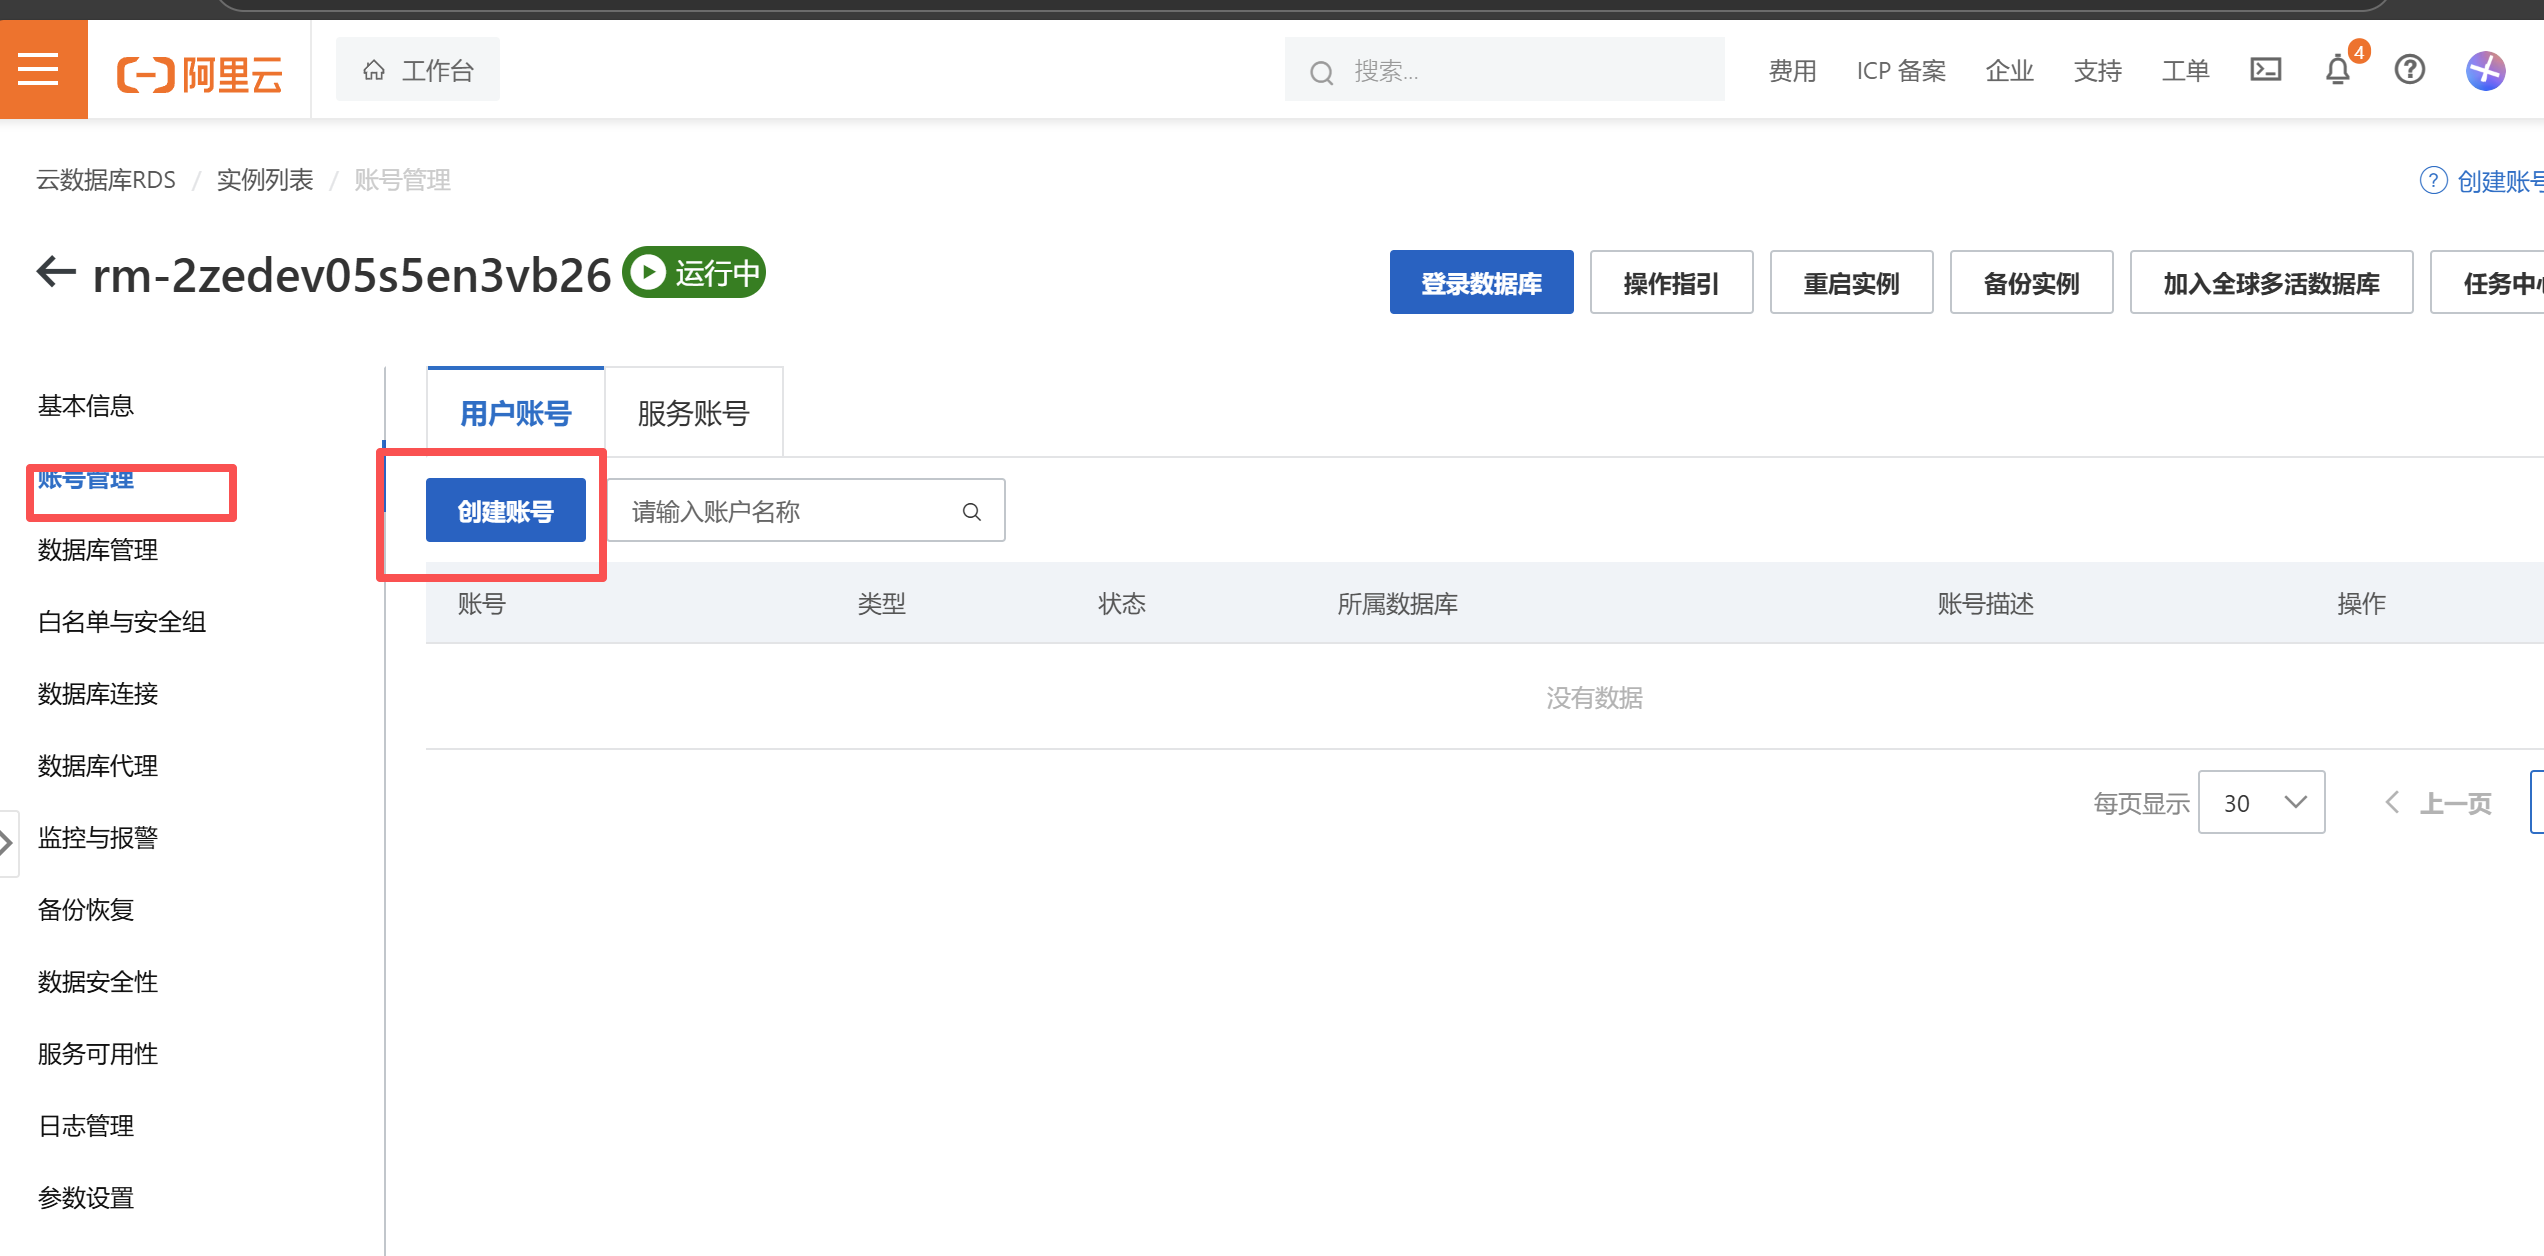 阿里云
工作台
搜索...
费用
ICP 备案
企业
支持
工单
4
云数据库RDS / 实例列表 / 账号管理
创建账号
rm-2zedev05s5en3vb26
运行中
登录数据库
操作指引
重启实例
备份实例
加入全球多活数据库
任务中心
基本信息
账号管理
数据库管理
白名单与安全组
数据库连接
数据库代理
监控与报警
备份恢复
数据安全性
服务可用性
日志管理
参数设置
用户账号
服务账号
创建账号
请输入账户名称
账号 类型 状态 所属数据库 账号描述 操作
没有数据
每页显示 30 上一页